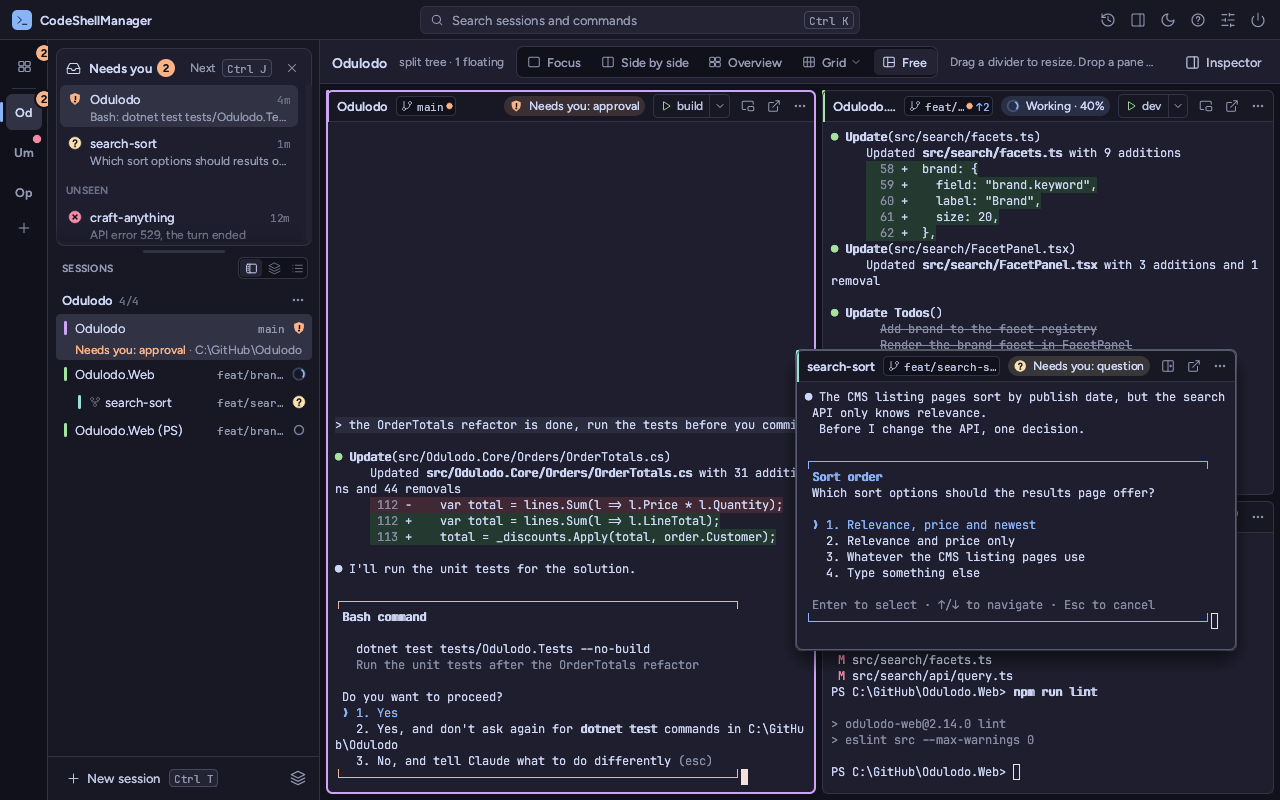 CodeShellManager
Search sessions and commands
Ctrl K
2
2
Od
Um
Op
Needs you 2 Next Ctrl J
Odulodo 4m
Bash: dotnet test tests/Odulodo.Te…
search-sort 1m
Which sort options should results o…
UNSEEN
craft-anything 12m
API error 529, the turn ended
SESSIONS
Odulodo 4/4
Odulodo main
Needs you: approval · C:\GitHub\Odulodo
Odulodo.Web feat/bran…
search-sort feat/sear…
Odulodo.Web (PS) feat/bran…
New session Ctrl T
Odulodo split tree · 1 floating
Focus Side by side Overview Grid Free
Drag a divider to resize. Drop a pane …
Inspector
Odulodo main Needs you: approval build
> the OrderTotals refactor is done, run the tests before you commi
Update(src/Odulodo.Core/Orders/OrderTotals.cs)
Updated src/Odulodo.Core/Orders/OrderTotals.cs with 31 additi
ns and 44 removals
112 - var total = lines.Sum(l => l.Price * l.Quantity);
112 + var total = lines.Sum(l => l.LineTotal);
113 + total = _discounts.Apply(total, order.Customer);
I'll run the unit tests for the solution.
Bash command
dotnet test tests/Odulodo.Tests --no-build
Run the unit tests after the OrderTotals refactor
Do you want to proceed?
❯ 1. Yes
2. Yes, and don't ask again for dotnet test commands in C:\GitHu
b\Odulodo
3. No, and tell Claude what to do differently (esc)
Odulodo.… feat/… ↑2 Working · 40% dev
Update(src/search/facets.ts)
Updated src/search/facets.ts with 9 additions
58 + brand: {
59 + field: "brand.keyword",
60 + label: "Brand",
61 + size: 20,
62 + },
Update(src/search/FacetPanel.tsx)
Updated src/search/FacetPanel.tsx with 3 additions and 1
removal
Update Todos()
Add brand to the facet registry
Render the brand facet in FacetPanel
search-sort feat/search-s… Needs you: question
The CMS listing pages sort by publish date, but the search
API only knows relevance.
Before I change the API, one decision.
Sort order
Which sort options should the results page offer?
❯ 1. Relevance, price and newest
2. Relevance and price only
3. Whatever the CMS listing pages use
4. Type something else
Enter to select · ↑/↓ to navigate · Esc to cancel
M src/search/facets.ts
M src/search/api/query.ts
PS C:\GitHub\Odulodo.Web> npm run lint
> odulodo-web@2.14.0 lint
> eslint src --max-warnings 0
PS C:\GitHub\Odulodo.Web>